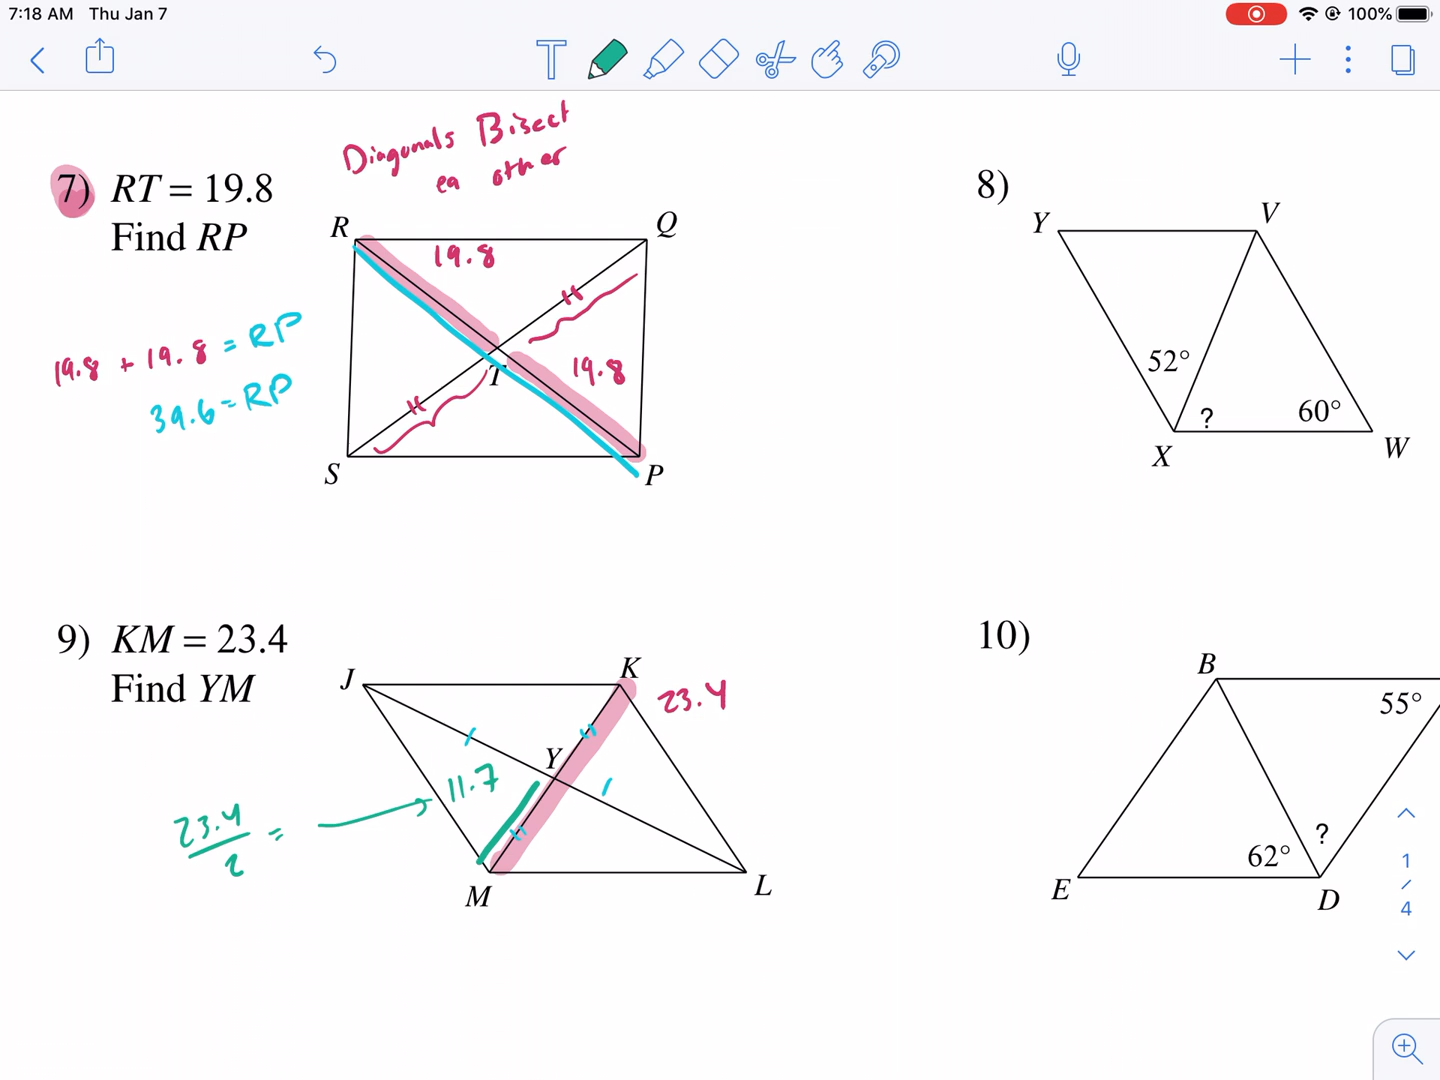 7:18 AM Thu Jan 7
100%
Diagonals Bisect
ea other
7) RT = 19.8
Find RP
R
Q
19.8
19.8 + 19.8 = RP
39.6 = RP
19.8
T
S
P
8)
Y
V
52°
?
60°
X
W
9) KM = 23.4
Find YM
J
K
23.4
Y
11.7
23.4
2
=
M
L
10)
B
55°
?
62°
E
D
1
/
4